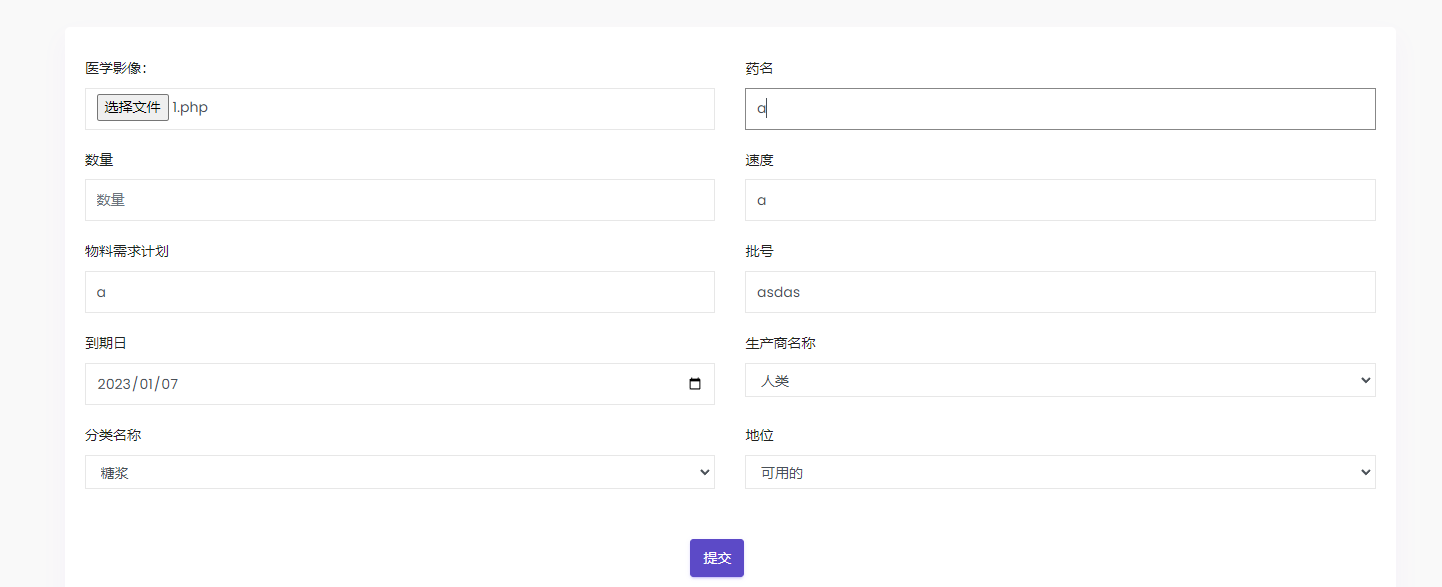 医学影像:
药名
选择文件 1.php
a
数量
速度
数量
a
物料需求计划
批号
a
asdas
到期日
生产商名称
2023/01/07
人类
分类名称
地位
糖浆
可用的
提交